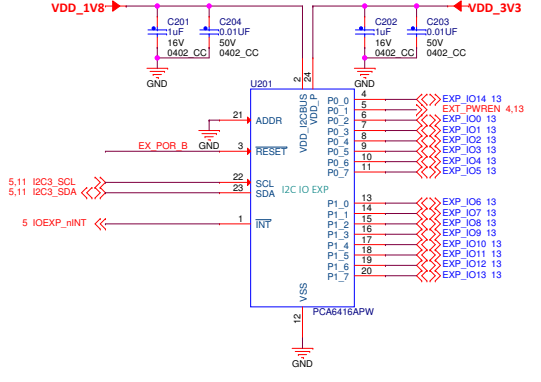 VDD_1V8
VDD_3V3
C201
1uF
16V
0402_CC
C204
0.01UF
50V
0402_CC
C202
1uF
16V
0402_CC
C203
0.01UF
50V
0402_CC
GND
GND
U201
2
24
VDD_I2CBUS
VDD_P
21 ADDR
GND
EX_POR_B 3 RESET
5,11 I2C3_SCL 22 SCL
5,11 I2C3_SDA 23 SDA
I2C IO EXP
5 IOEXP_nINT 1 INT
P0_0 4 EXP_IO14 13
P0_1 5 EXT_PWREN 4,13
P0_2 6 EXP_IO0 13
P0_3 7 EXP_IO1 13
P0_4 8 EXP_IO2 13
P0_5 9 EXP_IO3 13
P0_6 10 EXP_IO4 13
P0_7 11 EXP_IO5 13
P1_0 13 EXP_IO6 13
P1_1 14 EXP_IO7 13
P1_2 15 EXP_IO8 13
P1_3 16 EXP_IO9 13
P1_4 17 EXP_IO10 13
P1_5 18 EXP_IO11 13
P1_6 19 EXP_IO12 13
P1_7 20 EXP_IO13 13
VSS
12
PCA6416APW
GND